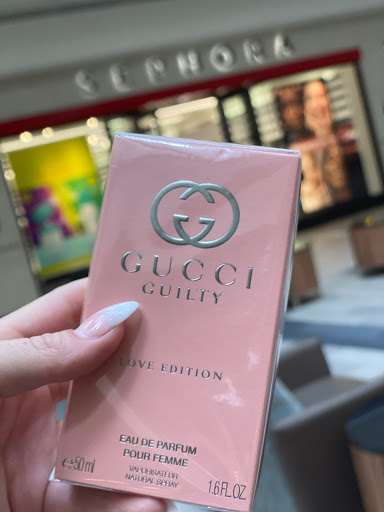 SEPHORA
GUCCI
GUILTY
LOVE EDITION
EAU DE PARFUM
POUR FEMME
VAPORISATEUR
NATURAL SPRAY
℮50 ml
1.6 FL.OZ